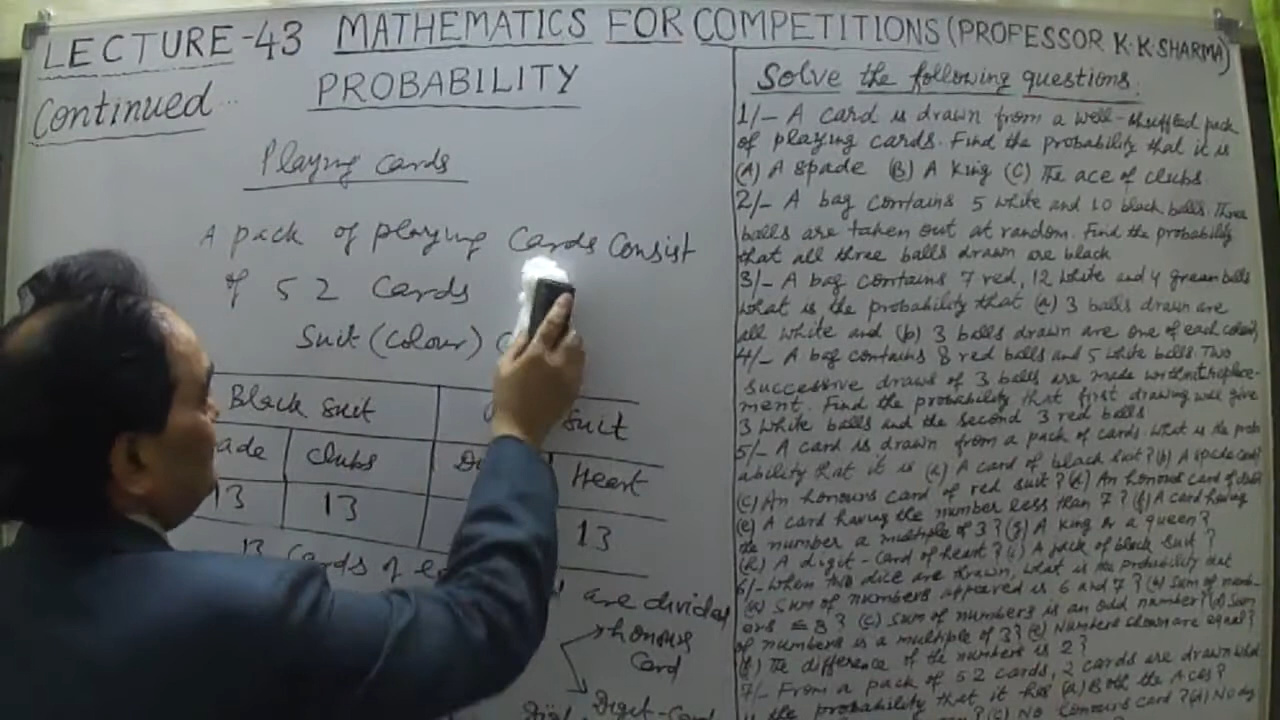 LECTURE-43 MATHEMATICS FOR COMPETITIONS (PROFESSOR K.K.SHARMA)
Continued... PROBABILITY
Playing cards
A pack of playing Cards Consist
of 52 Cards
Suit (Colour)
Black Suit
Suit
ade clubs Heart
13 13 13
13 Cards of
are divided
honours
Card
Digit-Card
Solve the following questions.
1/- A card is drawn from a well-shuffled pack
of playing cards. Find the probability that it is
(A) A spade (B) A king (C) The ace of clubs
2/- A bag contains 5 white and 10 black balls. Three
balls are taken out at random. Find the probability
that all three balls drawn are black
3/- A bag contains 7 red, 12 white and 4 green balls
what is the probability that (a) 3 balls drawn are
all white and (b) 3 balls drawn are one of each colour
4/- A bag contains 8 red balls and 5 white balls. Two
successive draws of 3 balls are made without replace-
ment. Find the probability that first drawing will give
3 white balls and the second 3 red balls
5/- A card is drawn from a pack of cards. What is the prob
ability that it is (a) A card of black suit? (b) A spade card?
(c) An honours card of red suit? (d) An honour card of
(e) A card having the number less than 7? (f) A card having
the number a multiple of 3? (g) A king or a queen?
(h) A digit-card of heart? (i) A jack of black suit?
6/- When two dice are thrown, what is the probability that
(a) Sum of numbers appeared is 6 and 7? (b) Sum of numb-
ers ≤ 8? (c) Sum of numbers is an odd number? (d) Sum
of numbers is a multiple of 3? (e) Numbers shown are equal?
(f) The difference of the numbers is 2?
7/- From a pack of 52 cards, 2 cards are drawn what
is the probability that it has (a) Both the Aces?
? (c) No honours card? (d) No